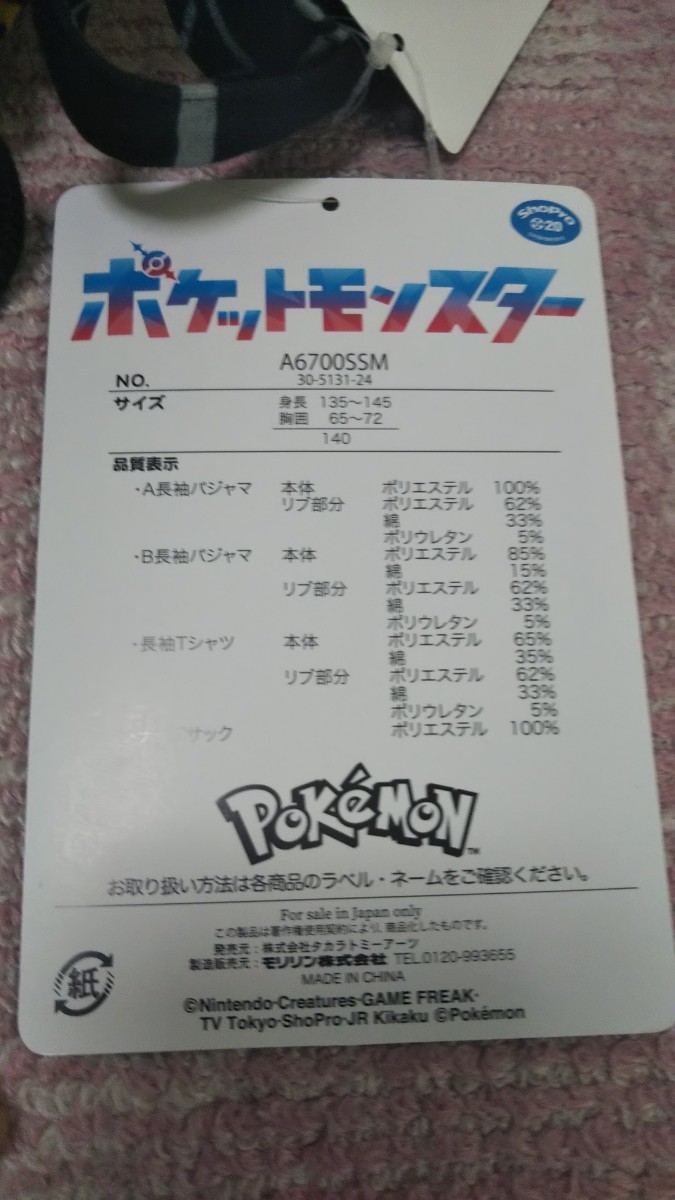 ShoPro
20
ポケットモンスター
A6700SSM
NO. 30-5131-24
サイズ 身長 135〜145
胸囲 65〜72
140
品質表示
・A長袖パジャマ 本体 ポリエステル 100%
リブ部分 ポリエステル 62%
綿 33%
ポリウレタン 5%
・B長袖パジャマ 本体 ポリエステル 85%
綿 15%
リブ部分 ポリエステル 62%
綿 33%
ポリウレタン 5%
・長袖Tシャツ 本体 ポリエステル 65%
綿 35%
リブ部分 ポリエステル 62%
綿 33%
ポリウレタン 5%
サック ポリエステル 100%
POKéMON™
お取り扱い方法は各商品のラベル・ネームをご確認ください。
For sale in Japan only
この製品は著作権使用契約により、商品化したものです。
発売元：株式会社タカラトミーアーツ
製造販売元：モリリン株式会社 TEL.0120-993655
MADE IN CHINA
紙
©Nintendo・Creatures・GAME FREAK・
TV Tokyo・ShoPro・JR Kikaku ©Pokémon